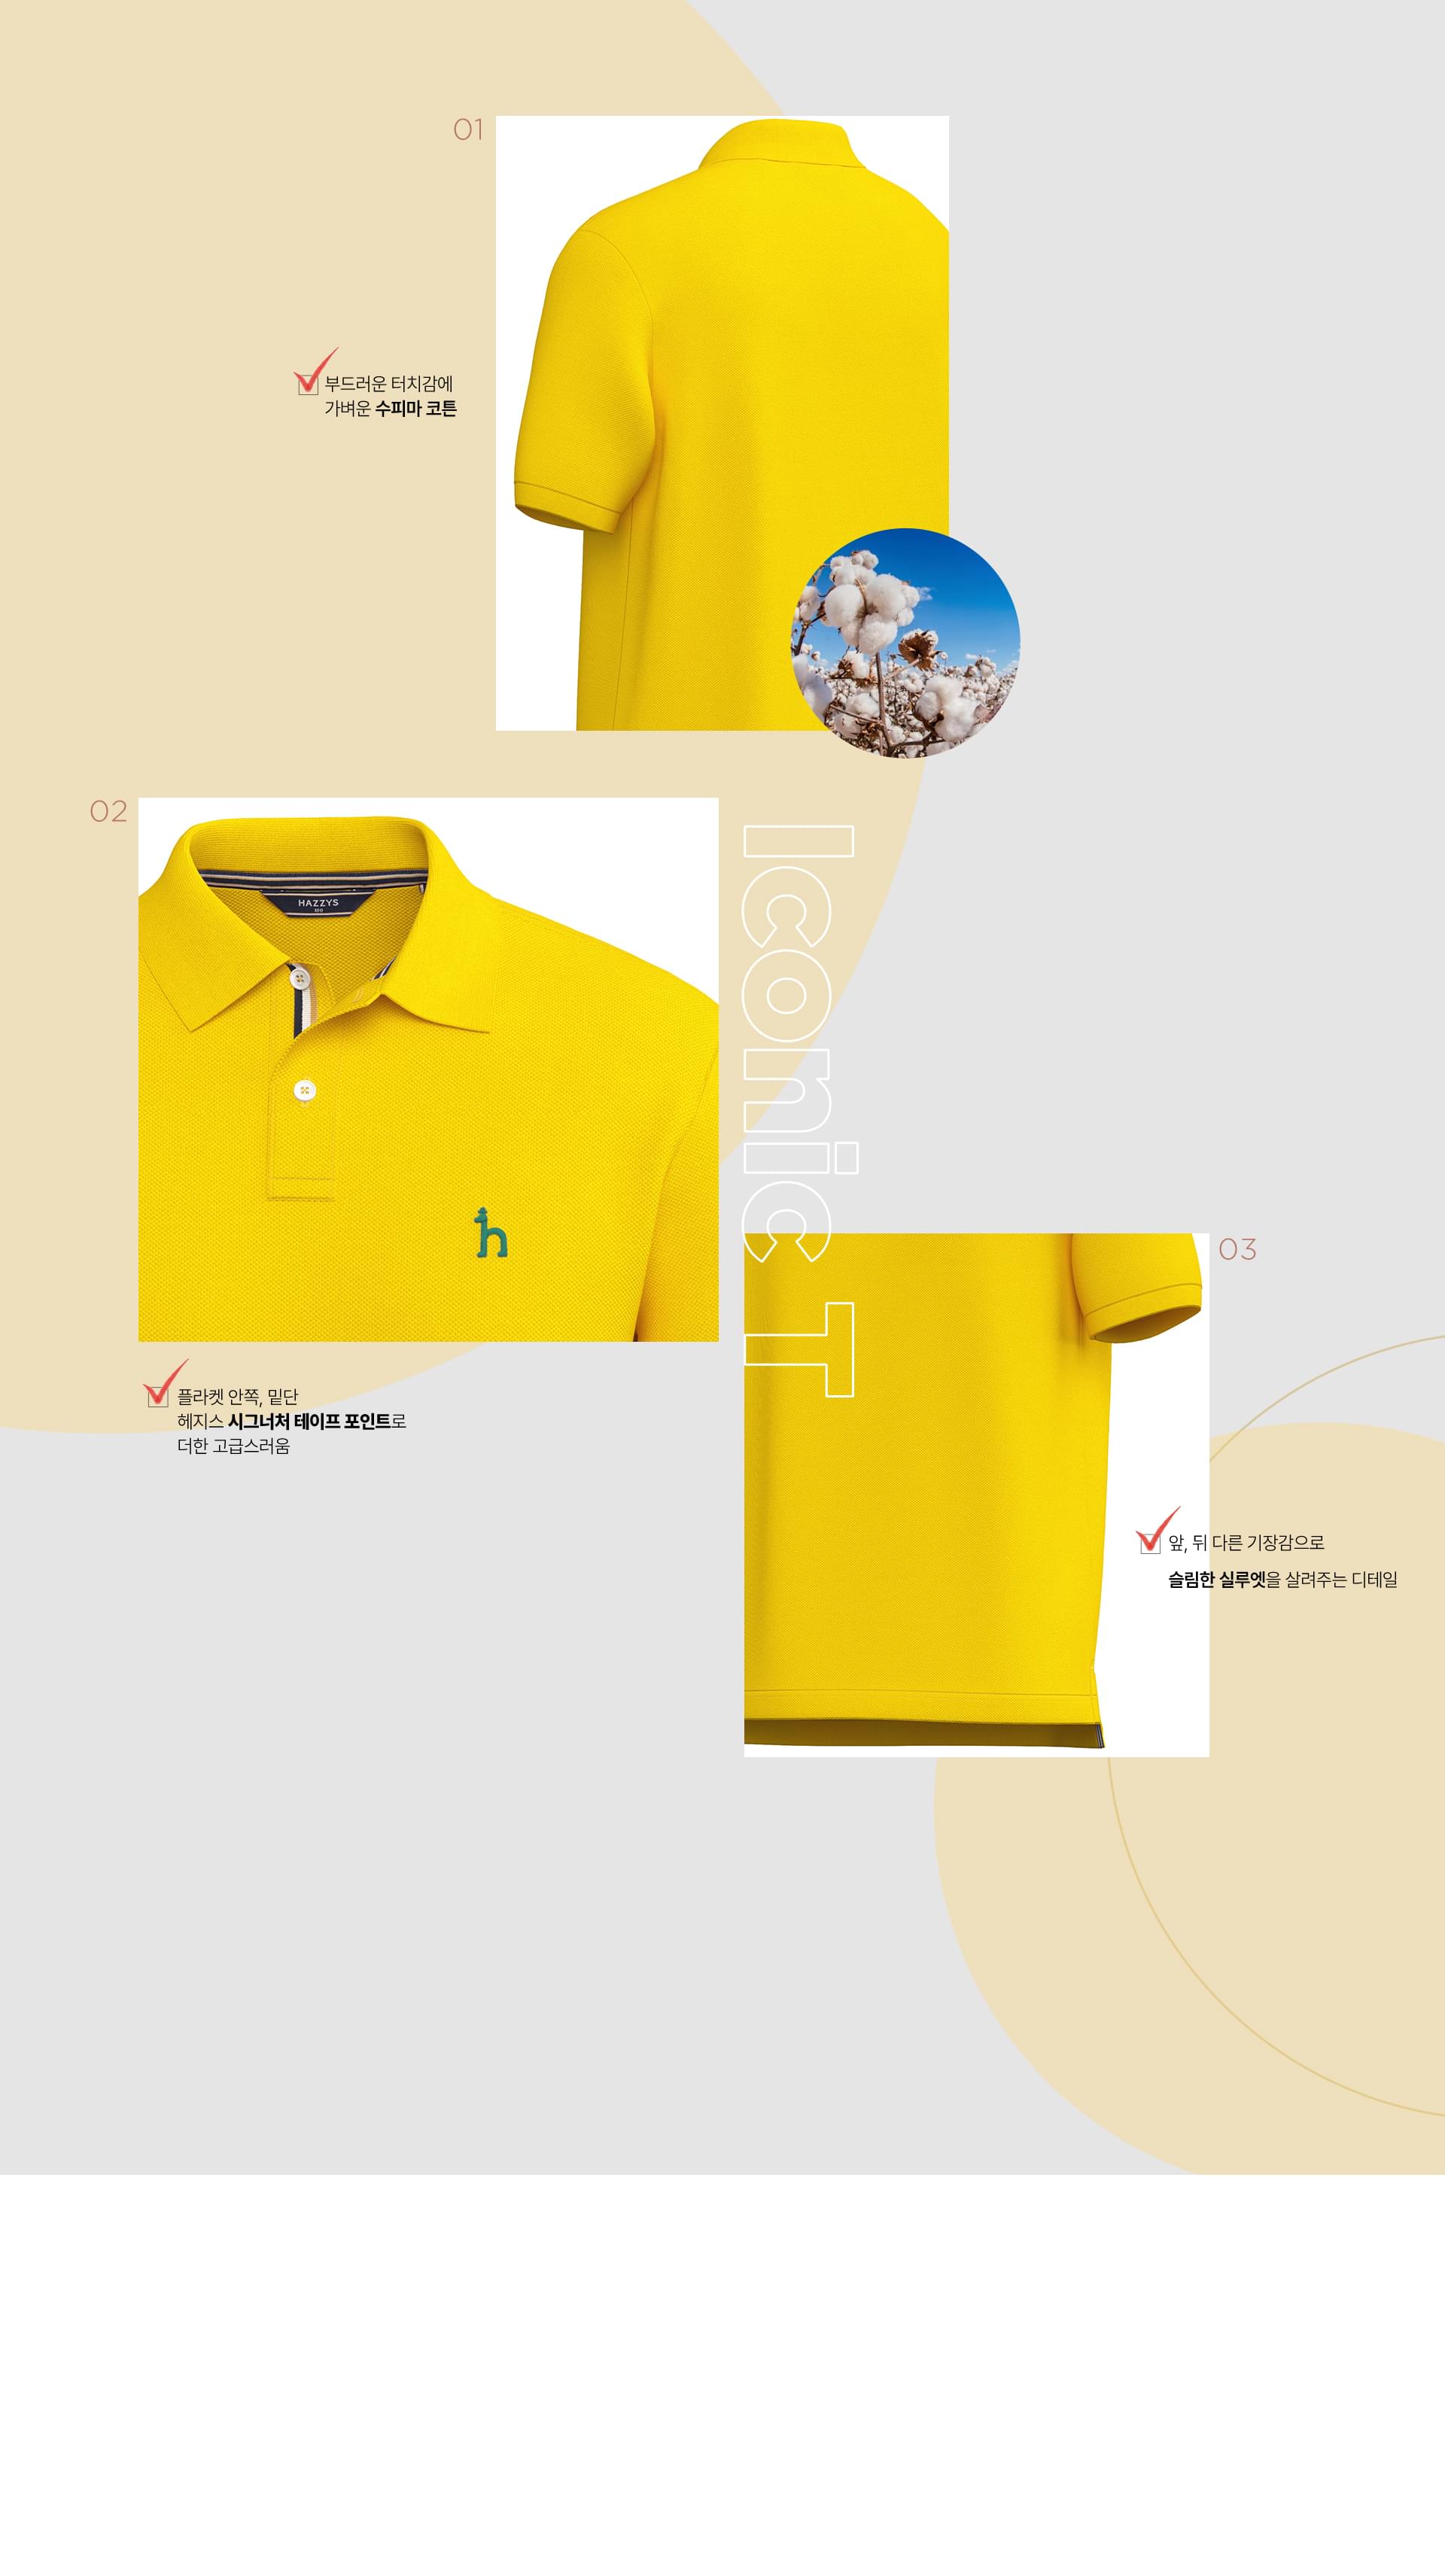 01
부드러운 터치감에
가벼운 수피마 코튼
02
HAZZYS
h
Iconic T
플라켓 안쪽, 밑단
헤지스 시그너처 테이프 포인트로
더한 고급스러움
03
앞, 뒤 다른 기장감으로
슬림한 실루엣을 살려주는 디테일